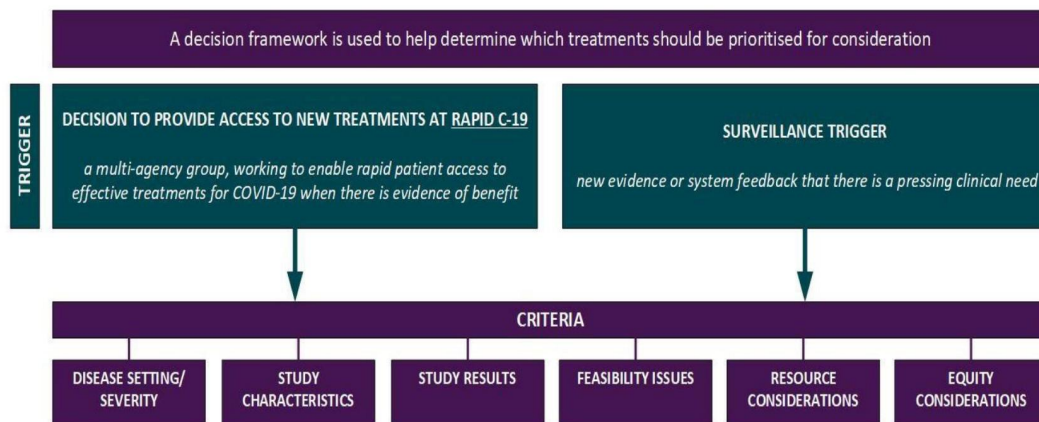 A decision framework is used to help determine which treatments should be prioritised for consideration
TRIGGER
DECISION TO PROVIDE ACCESS TO NEW TREATMENTS AT RAPID C-19
a multi-agency group, working to enable rapid patient access to
effective treatments for COVID-19 when there is evidence of benefit
SURVEILLANCE TRIGGER
new evidence or system feedback that there is a pressing clinical need
CRITERIA
DISEASE SETTING/
SEVERITY
STUDY
CHARACTERISTICS
STUDY RESULTS
FEASIBILITY ISSUES
RESOURCE
CONSIDERATIONS
EQUITY
CONSIDERATIONS